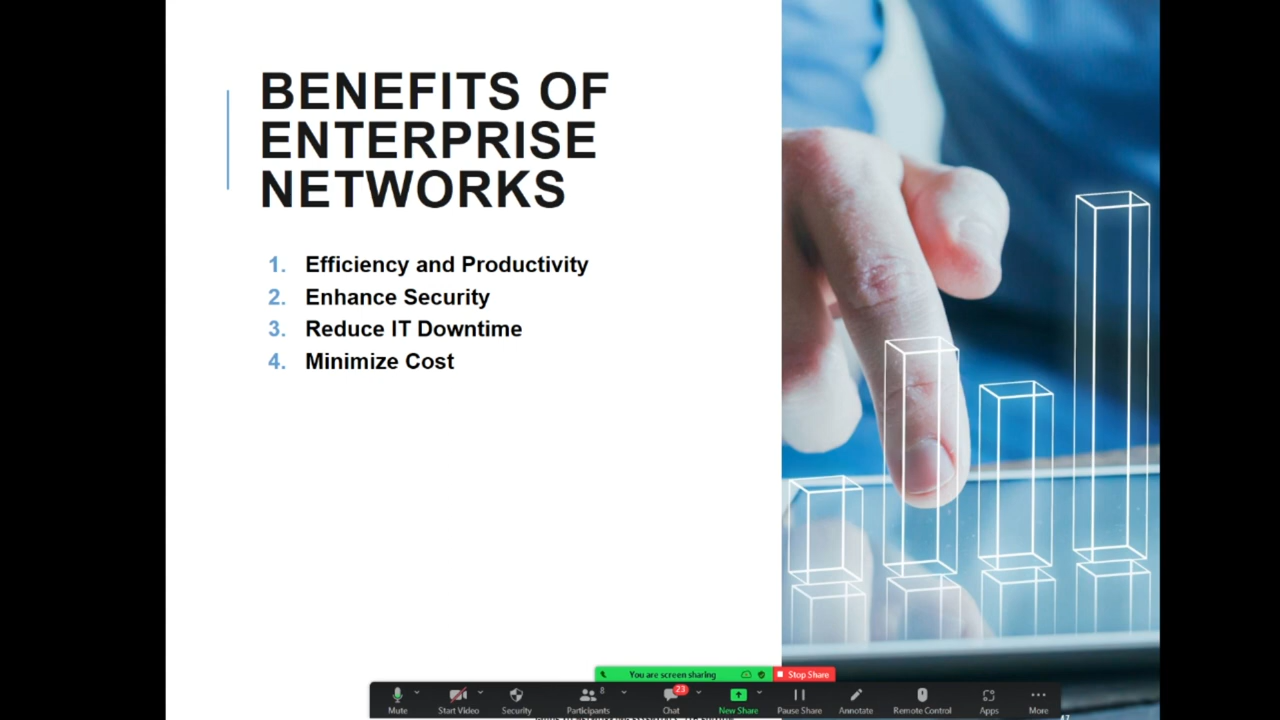 BENEFITS OF
ENTERPRISE
NETWORKS
1. Efficiency and Productivity
2. Enhance Security
3. Reduce IT Downtime
4. Minimize Cost
You are screen sharing
Stop Share
8
23
Mute
Start Video
Security
Participants
Chat
New Share
Pause Share
Annotate
Remote Control
Apps
More